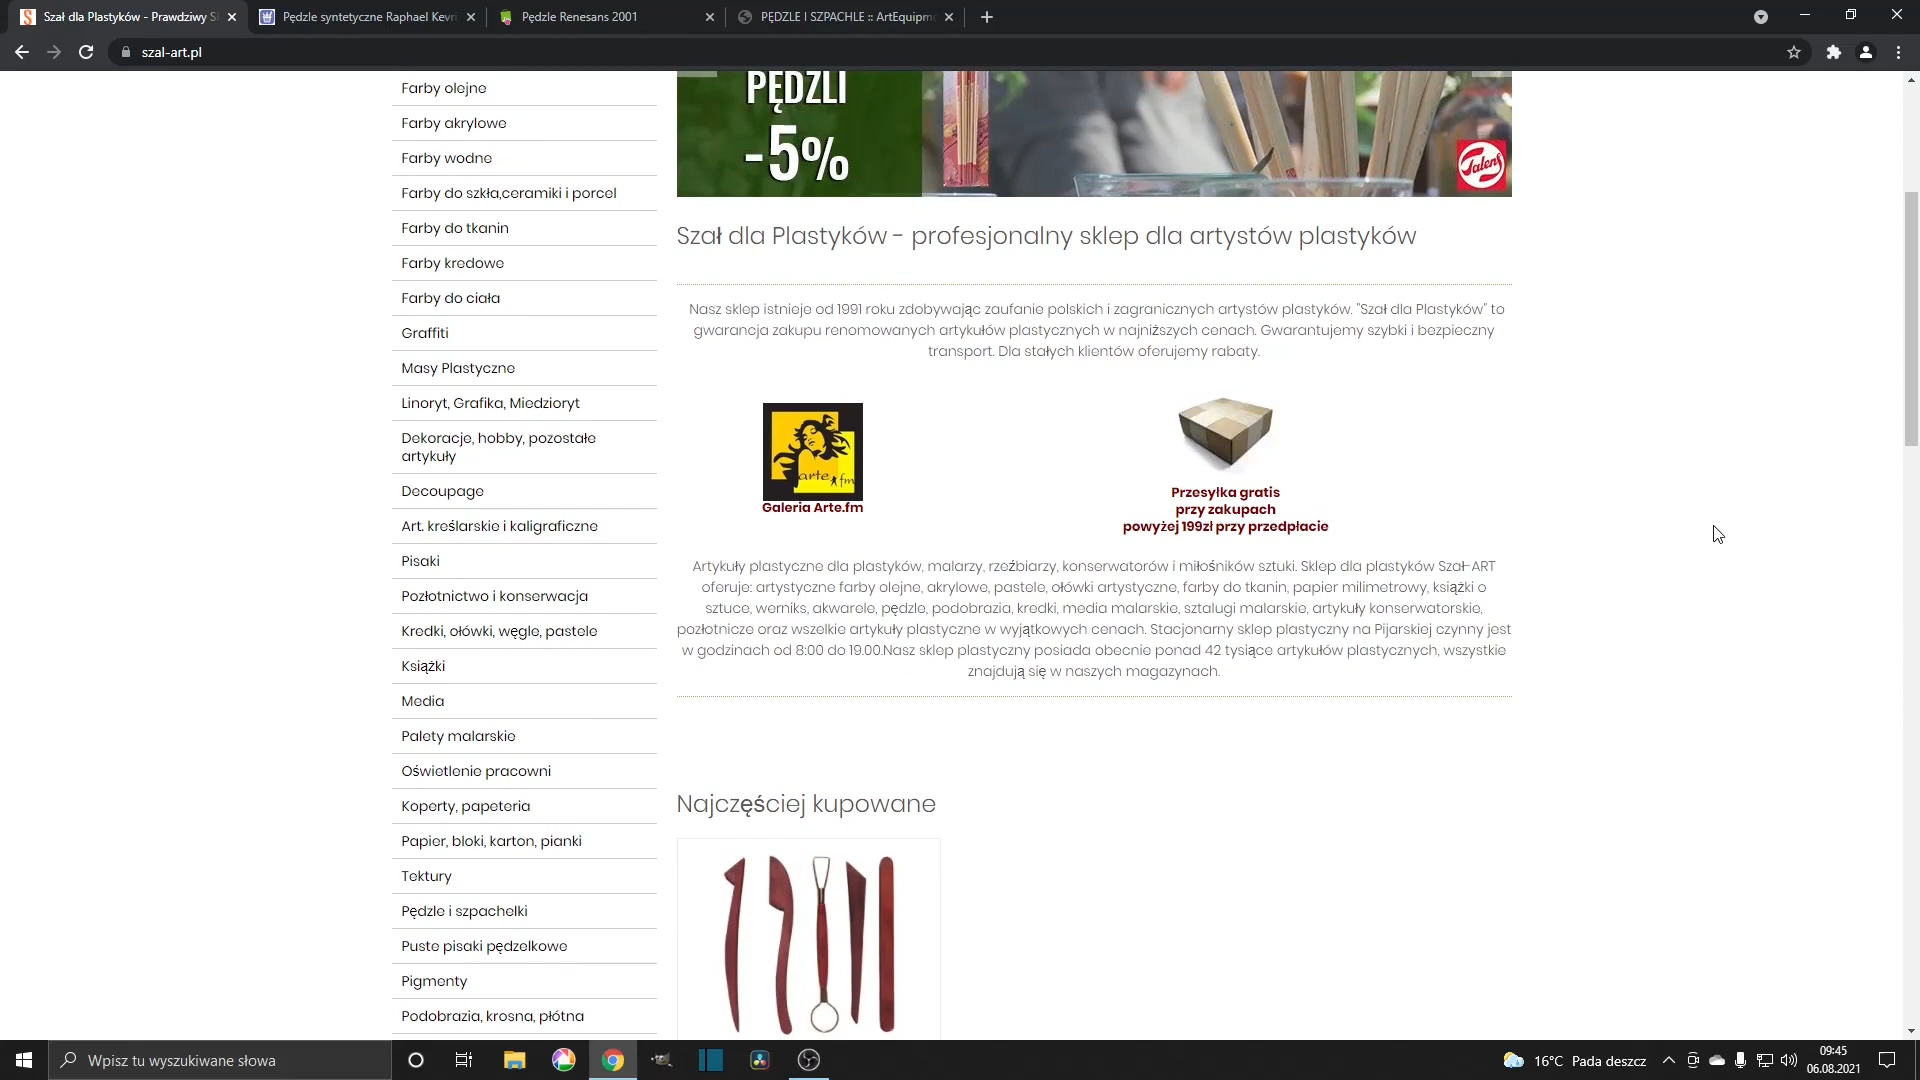 Szał dla Plastyków - Prawdziwy S
Pędzle syntetyczne Raphael Kevr
Pędzle Renesans 2001
PĘDZLE I SZPACHLE :: ArtEquipm
szal-art.pl
Farby olejne
Farby akrylowe
Farby wodne
Farby do szkła,ceramiki i porcel
Farby do tkanin
Farby kredowe
Farby do ciała
Graffiti
Masy Plastyczne
Linoryt, Grafika, Miedzioryt
Dekoracje, hobby, pozostałe
artykuły
Decoupage
Art. kreślarskie i kaligraficzne
Pisaki
Pozłotnictwo i konserwacja
Kredki, ołówki, węgle, pastele
Książki
Media
Palety malarskie
Oświetlenie pracowni
Koperty, papeteria
Papier, bloki, karton, pianki
Tektury
Pędzle i szpachelki
Puste pisaki pędzelkowe
Pigmenty
Podobrazia, krosna, płótna
PĘDZLI
-5%
Talens
Szał dla Plastyków - profesjonalny sklep dla artystów plastyków
Nasz sklep istnieje od 1991 roku zdobywając zaufanie polskich i zagranicznych artystów plastyków. "Szał dla Plastyków" to
gwarancja zakupu renomowanych artykułów plastycznych w najniższych cenach. Gwarantujemy szybki i bezpieczny
transport. Dla stałych klientów oferujemy rabaty.
arte fm
Galeria Arte.fm
Przesyłka gratis
przy zakupach
powyżej 199zł przy przedpłacie
Artykuły plastyczne dla plastyków, malarzy, rzeźbiarzy, konserwatorów i miłośników sztuki. Sklep dla plastyków Szał-ART
oferuje: artystyczne farby olejne, akrylowe, pastele, ołówki artystyczne, farby do tkanin, papier milimetrowy, książki o
sztuce, werniks, akwarele, pędzle, podobrazia, kredki, media malarskie, sztalugi malarskie, artykuły konserwatorskie,
pozłotnicze oraz wszelkie artykuły plastyczne w wyjątkowych cenach. Stacjonarny sklep plastyczny na Pijarskiej czynny jest
w godzinach od 8:00 do 19.00.Nasz sklep plastyczny posiada obecnie ponad 42 tysiące artykułów plastycznych, wszystkie
znajdują się w naszych magazynach.
Najczęściej kupowane
Wpisz tu wyszukiwane słowa
16°C Pada deszcz
09:45
06.08.2021